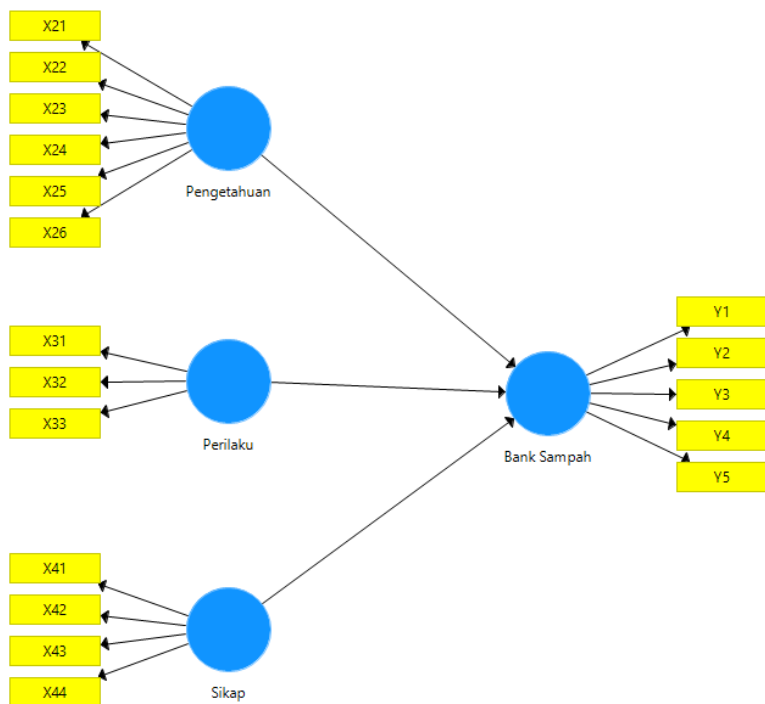 X21
X22
X23
X24
X25
X26
Pengetahuan
X31
X32
X33
Perilaku
X41
X42
X43
X44
Sikap
Bank Sampah
Y1
Y2
Y3
Y4
Y5